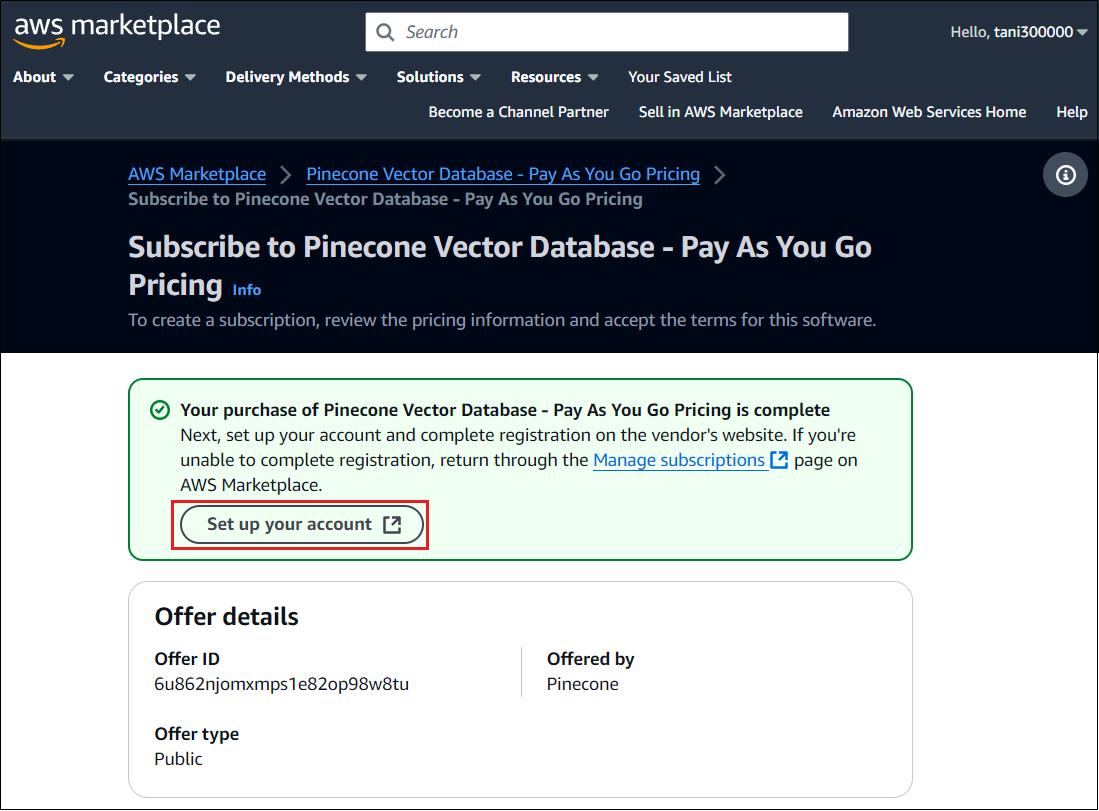 aws marketplace
Search
Hello, tani300000
About
Categories
Delivery Methods
Solutions
Resources
Your Saved List
Become a Channel Partner
Sell in AWS Marketplace
Amazon Web Services Home
Help
AWS Marketplace
Pinecone Vector Database - Pay As You Go Pricing
Subscribe to Pinecone Vector Database - Pay As You Go Pricing
Subscribe to Pinecone Vector Database - Pay As You Go
Pricing Info
To create a subscription, review the pricing information and accept the terms for this software.
Your purchase of Pinecone Vector Database - Pay As You Go Pricing is complete
Next, set up your account and complete registration on the vendor's website. If you're
unable to complete registration, return through the Manage subscriptions page on
AWS Marketplace.
Set up your account
Offer details
Offer ID
6u862njomxmps1e82op98w8tu
Offered by
Pinecone
Offer type
Public